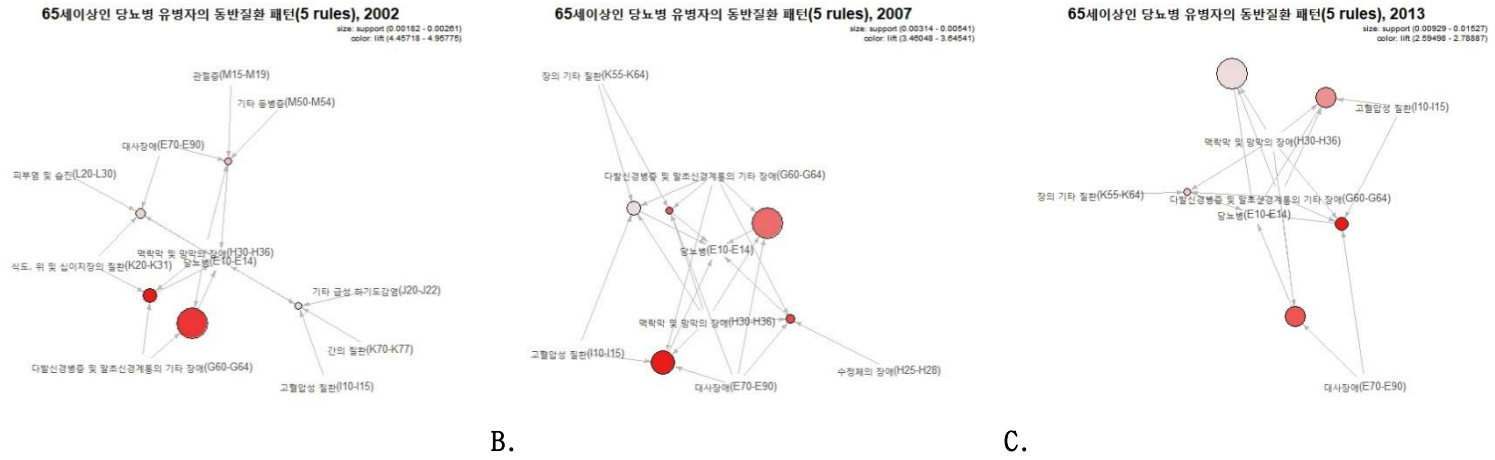 65세이상인 당뇨병 유병자의 동반질환 패턴(5 rules), 2002
size: support (0.00182 - 0.00261)
color: lift (4.45718 - 4.95775)
관절증(M15-M19)
기타 등병증(M50-M54)
대사장애(E70-E90)
피부염 및 습진(L20-L30)
맥락막 및 망막의 장애(H30-H36)
식도, 위 및 십이지장의 질환(K20-K31)
당뇨병(E10-E14)
기타 급성 하기도감염(J20-J22)
간의 질환(K70-K77)
다발신경병증 및 말초신경계통의 기타 장애(G60-G64)
고혈압성 질환(I10-I15)
65세이상인 당뇨병 유병자의 동반질환 패턴(5 rules), 2007
size: support (0.00314 - 0.00541)
color: lift (3.46048 - 3.64541)
장의 기타 질환(K55-K64)
다발신경병증 및 말초신경계통의 기타 장애(G60-G64)
당뇨병(E10-E14)
맥락막 및 망막의 장애(H30-H36)
고혈압성 질환(I10-I15)
수정체의 장애(H25-H28)
대사장애(E70-E90)
65세이상인 당뇨병 유병자의 동반질환 패턴(5 rules), 2013
size: support (0.00929 - 0.01527)
color: lift (2.59498 - 2.78887)
고혈압성 질환(I10-I15)
맥락막 및 망막의 장애(H30-H36)
장의 기타 질환(K55-K64)
다발신경병증 및 말초신경계통의 기타 장애(G60-G64)
당뇨병(E10-E14)
대사장애(E70-E90)
B.
C.